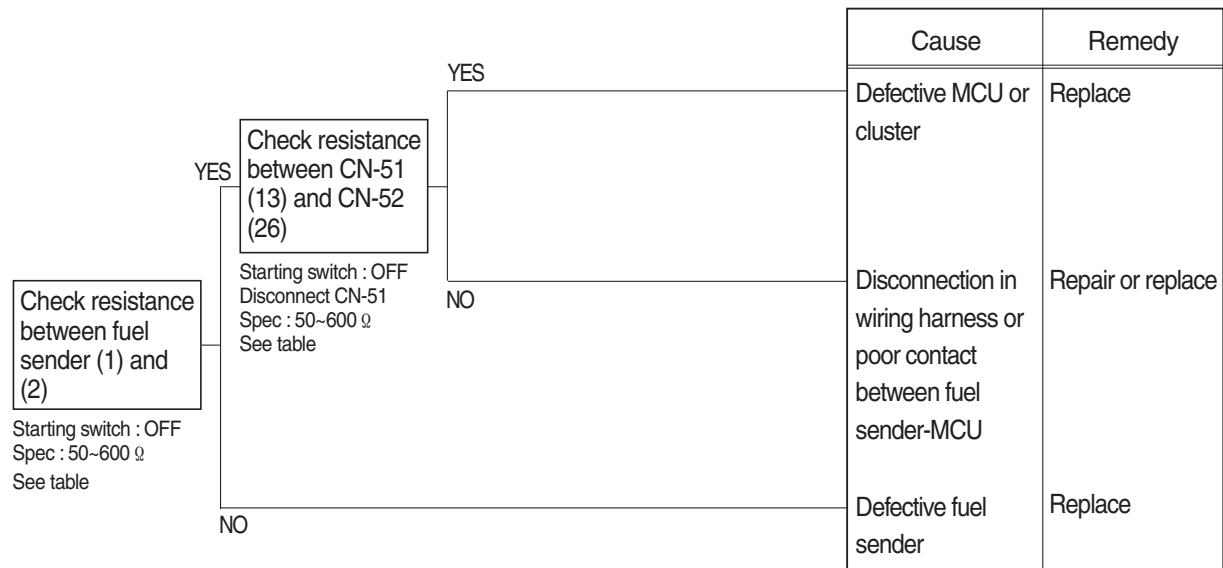 Check resistance
between fuel
sender (1) and
(2)
Starting switch : OFF
Spec : 50~600 Ω
See table
YES
NO
Check resistance
between CN-51
(13) and CN-52
(26)
Starting switch : OFF
Disconnect CN-51
Spec : 50~600 Ω
See table
YES
NO
Cause
Remedy
Defective MCU or
cluster
Replace
Disconnection in
wiring harness or
poor contact
between fuel
sender-MCU
Repair or replace
Defective fuel
sender
Replace